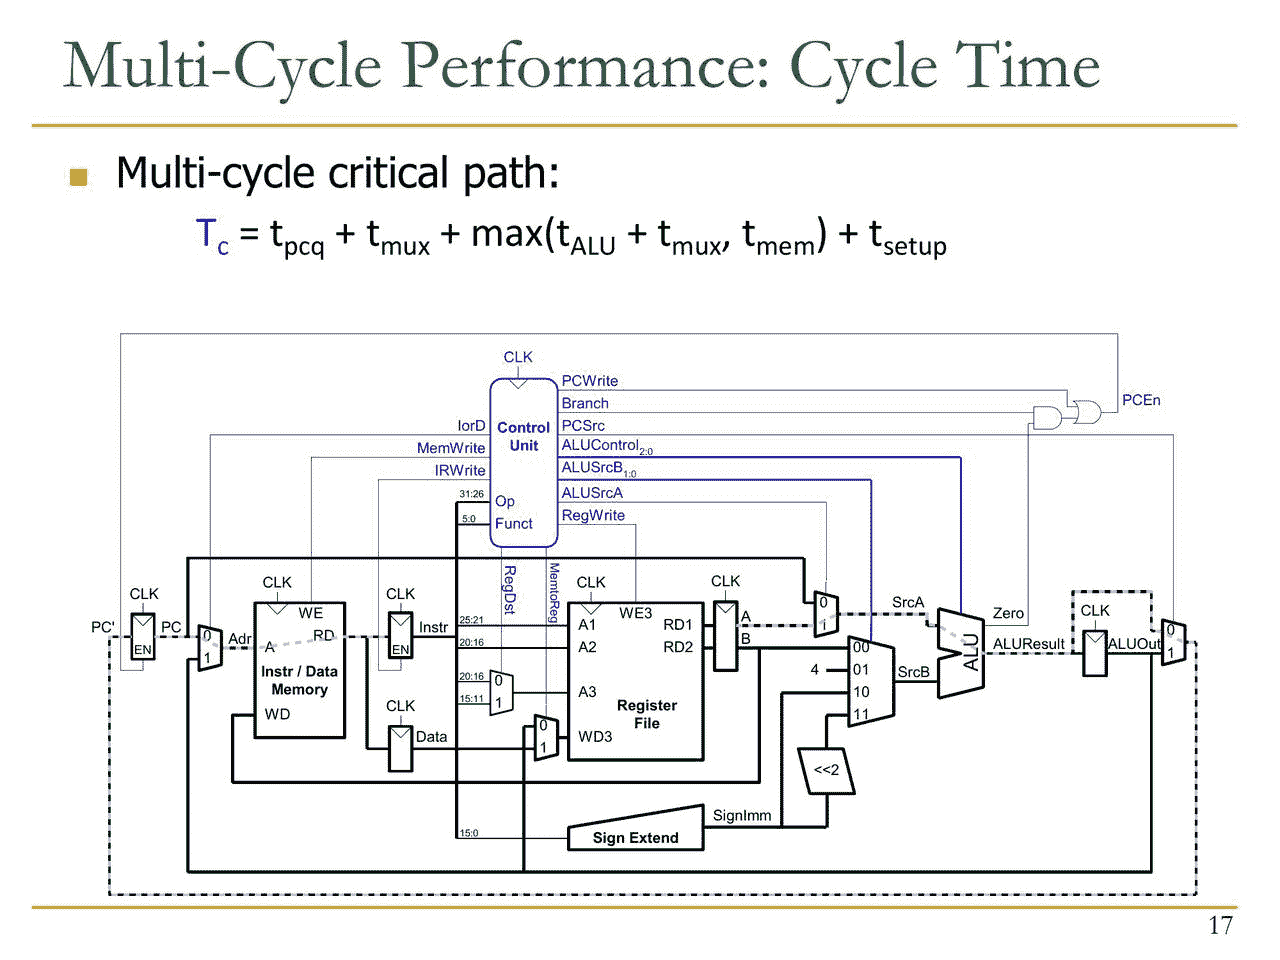 Multi-Cycle Performance: Cycle Time
Multi-cycle critical path:
Tc = tpcq + tmux + max(tALU + tmux, tmem) + tsetup
CLK
PCWrite
Branch
PCEn
IorD
Control Unit
PCSrc
MemWrite
ALUControl2:0
IRWrite
ALUSrcB1:0
31:26
Op
ALUSrcA
5:0
Funct
RegWrite
RegDst
MemtoReg
CLK
CLK
CLK
CLK
CLK
CLK
PC'
EN
PC
0
1
Adr
A
WE
RD
Instr / Data
Memory
WD
EN
Instr
25:21
20:16
20:16
15:11
0
1
CLK
Data
0
1
A1
A2
A3
WD3
WE3
RD1
RD2
Register
File
A
B
4
0
1
SrcA
00
01
10
11
SrcB
<<2
ALU
Zero
ALUResult
ALUOut
0
1
15:0
Sign Extend
SignImm
17